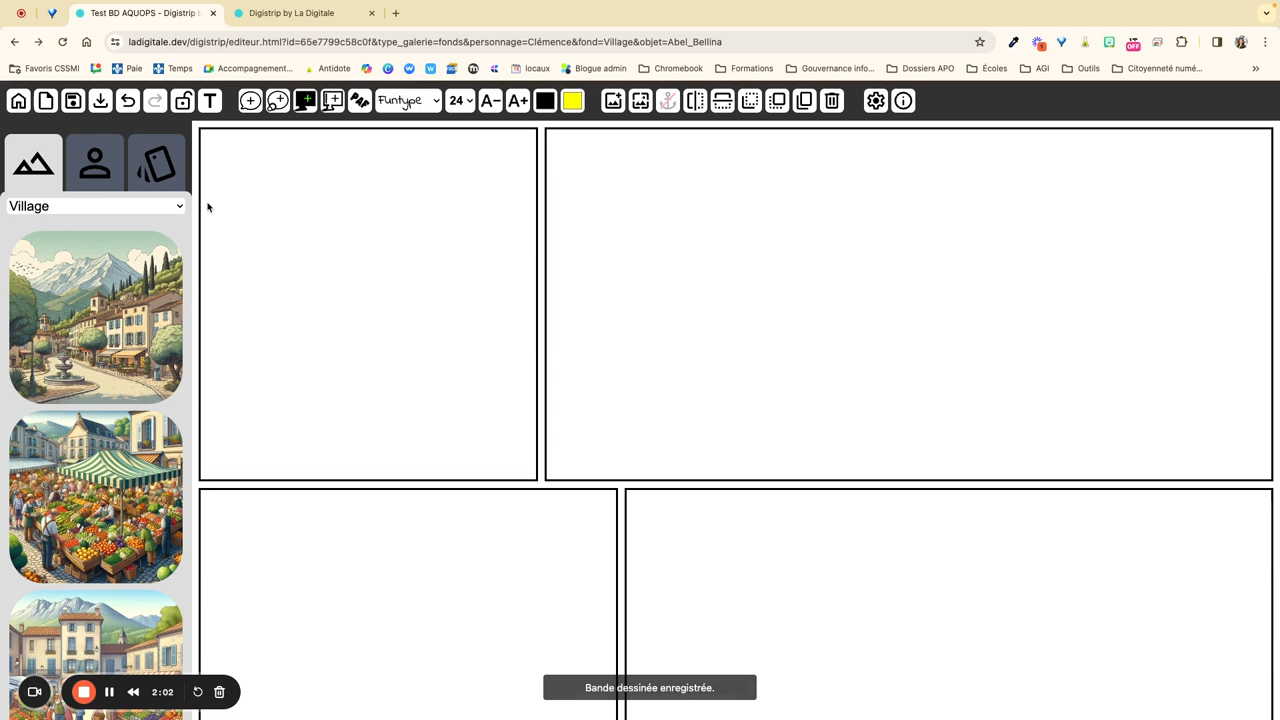 Test BD AQUOPS - Digistrip b
Digistrip by La Digitale
ladigitale.dev/digistrip/editeur.html?id=65e7799c58c0f&type_galerie=fonds&personnage=Clémence&fond=Village&objet=Abel_Bellina
OFF
Favoris CSSMI
Paie
Temps
Accompagnement...
Antidote
locaux
Blogue admin
Chromebook
Formations
Gouvernance info...
Dossiers APO
Écoles
AGI
Outils
Citoyenneté numé...
T
Funtype
24
A-
A+
Village
2:02
Bande dessinée enregistrée.